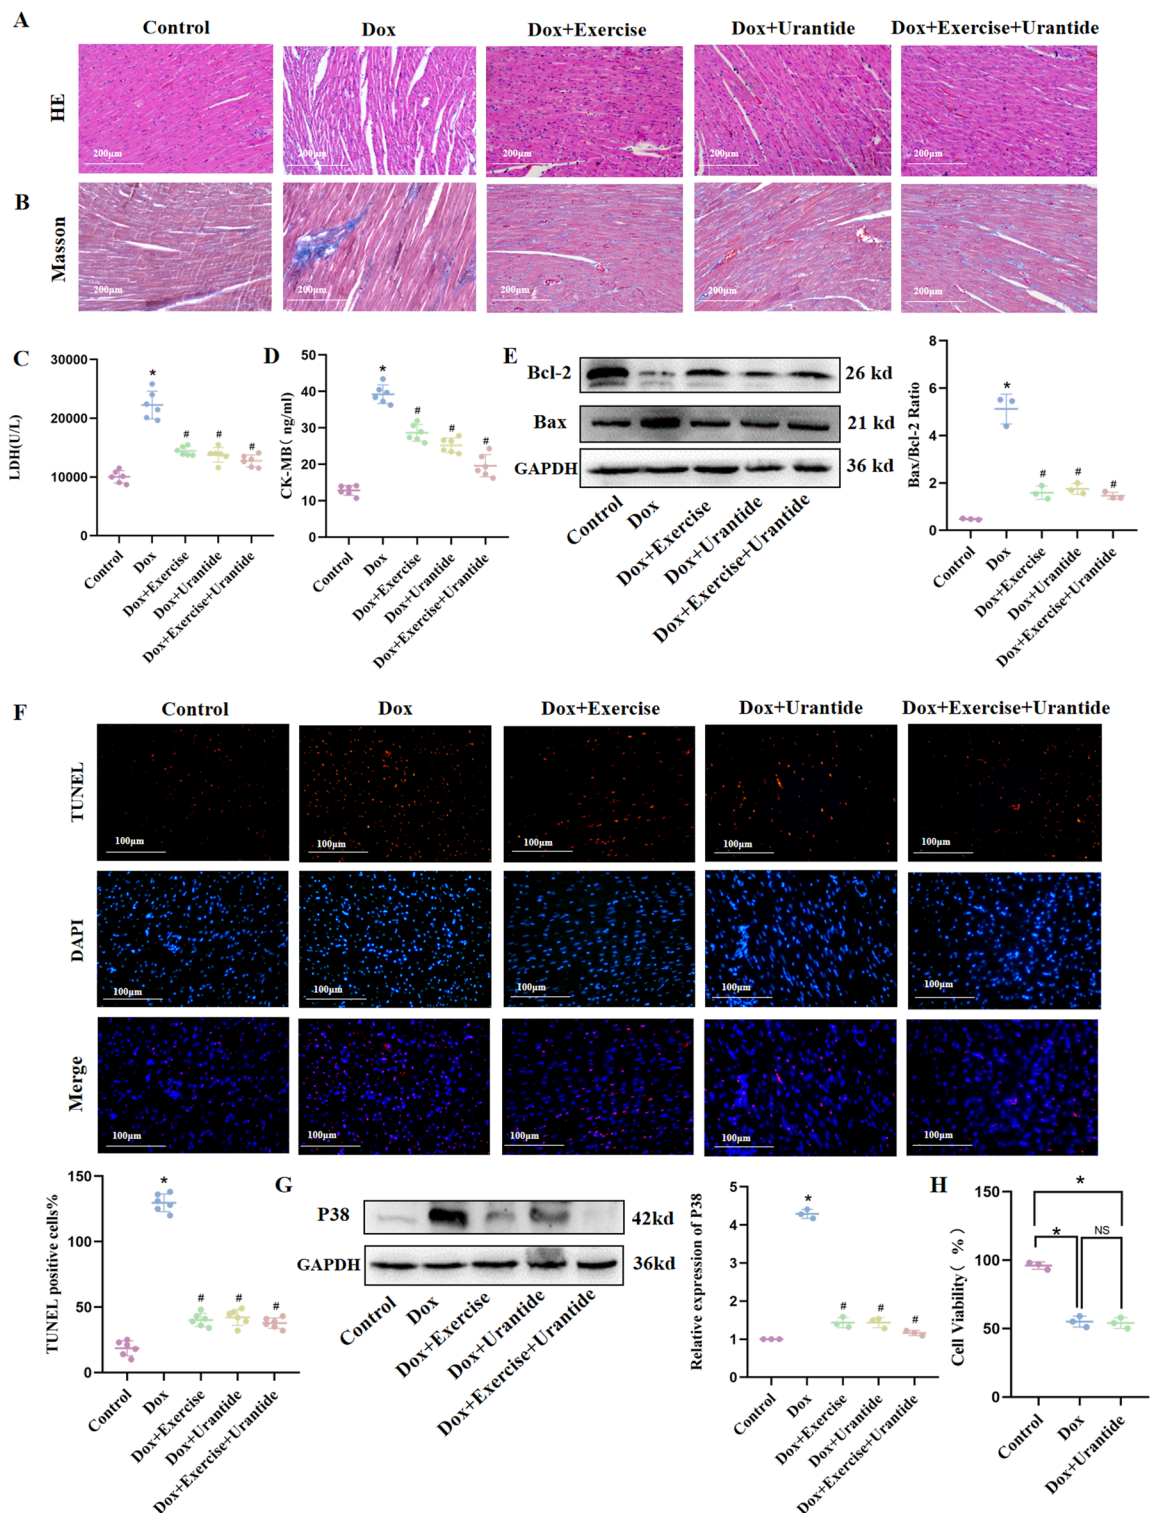 A
Control Dox Dox+Exercise Dox+Urantide Dox+Exercise+Urantide
HE
200μm 200μm 200μm 200μm 200μm
B
Masson
200μm 200μm 200μm 200μm 200μm
C
LDH(U/L)
30000
20000
10000
0
* # # #
Control Dox Dox+Exercise Dox+Urantide Dox+Exercise+Urantide
D
CK-MB( ng/ml)
50
40
30
20
10
0
* # # #
Control Dox Dox+Exercise Dox+Urantide Dox+Exercise+Urantide
E
Bcl-2 26 kd
Bax 21 kd
GAPDH 36 kd
Control Dox Dox+Exercise Dox+Urantide Dox+Exercise+Urantide
Bax/Bcl-2 Ratio
8
6
4
2
0
* # # #
Control Dox Dox+Exercise Dox+Urantide Dox+Exercise+Urantide
F
Control Dox Dox+Exercise Dox+Urantide Dox+Exercise+Urantide
TUNEL
100μm 100μm 100μm 100μm 100μm
DAPI
100μm 100μm 100μm 100μm 100μm
Merge
100μm 100μm 100μm 100μm 100μm
TUNEL positive cells%
150
100
50
0
* # # #
Control Dox Dox+Exercise Dox+Urantide Dox+Exercise+Urantide
G
P38 42kd
GAPDH 36kd
Control Dox Dox+Exercise Dox+Urantide Dox+Exercise+Urantide
Relative expression of P38
5
4
3
2
1
0
* # # #
Control Dox Dox+Exercise Dox+Urantide Dox+Exercise+Urantide
H
Cell Viability( %)
150
100
50
0
*
* NS
Control Dox Dox+Urantide